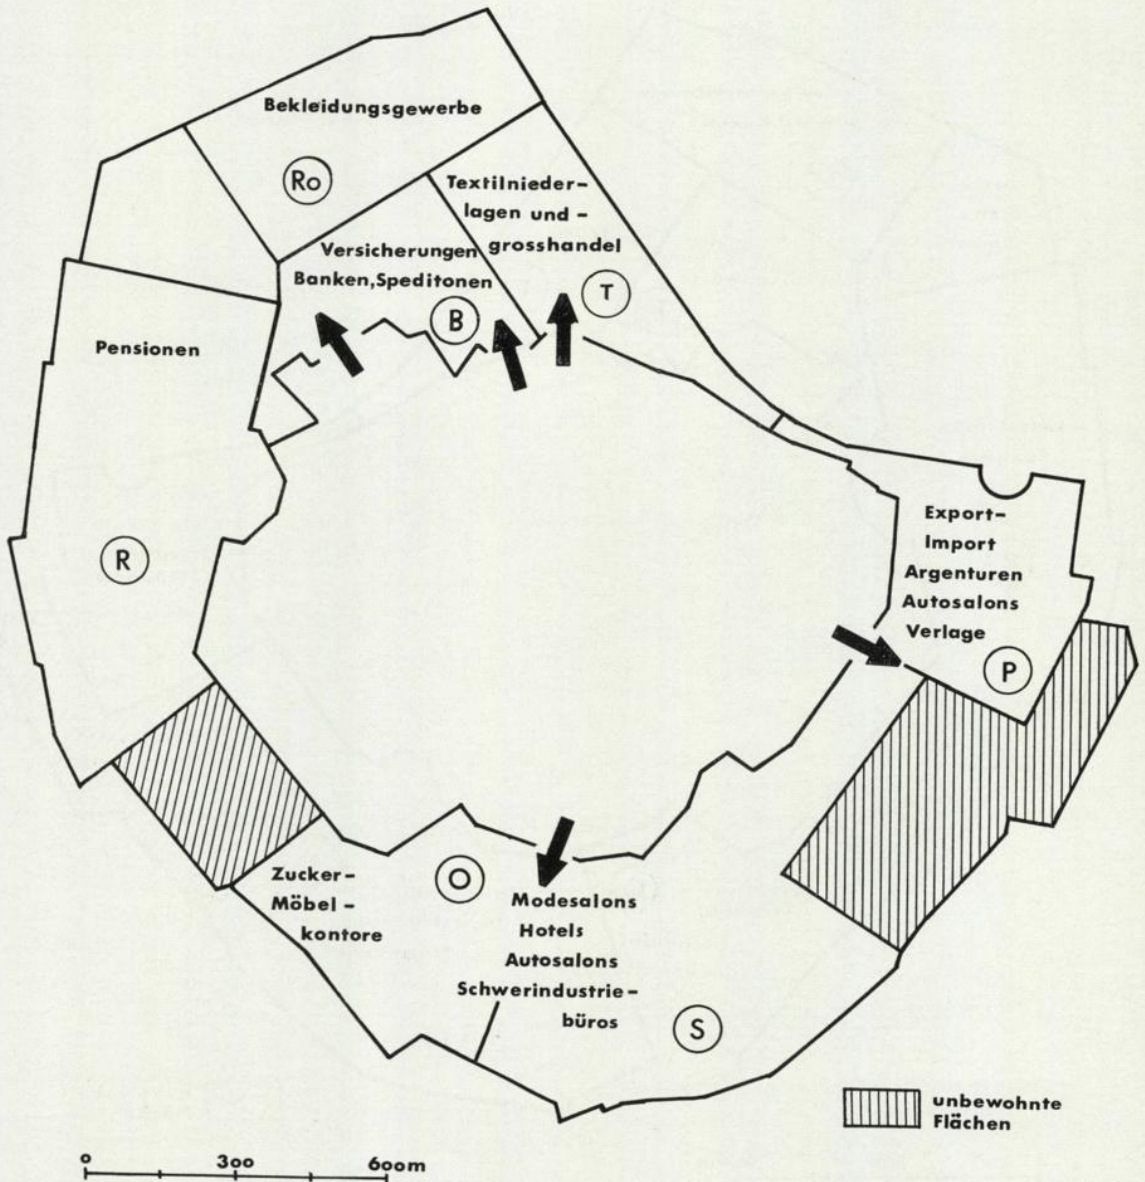 Bekleidungsgewerbe
Ro
Textilnieder-
lagen und -
grosshandel
T
Versicherungen
Banken,Speditonen
B
Pensionen
R
Export-
Import
Argenturen
Autosalons
Verlage
P
Zucker-
Möbel-
kontore
O
Modesalons
Hotels
Autosalons
Schwerindustrie-
büros
S
unbewohnte
Flächen
0 300 600m